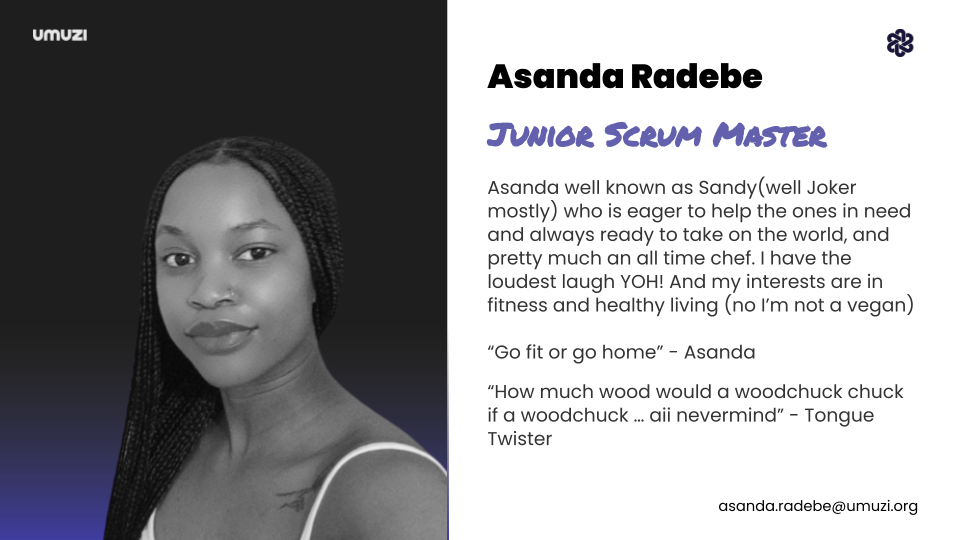 umuzi
Asanda Radebe
Junior Scrum Master
Asanda well known as Sandy(well Joker
mostly) who is eager to help the ones in need
and always ready to take on the world, and
pretty much an all time chef. I have the
loudest laugh YOH! And my interests are in
fitness and healthy living (no I’m not a vegan)
“Go fit or go home” - Asanda
“How much wood would a woodchuck chuck
if a woodchuck ... aii nevermind” - Tongue
Twister
asanda.radebe@umuzi.org